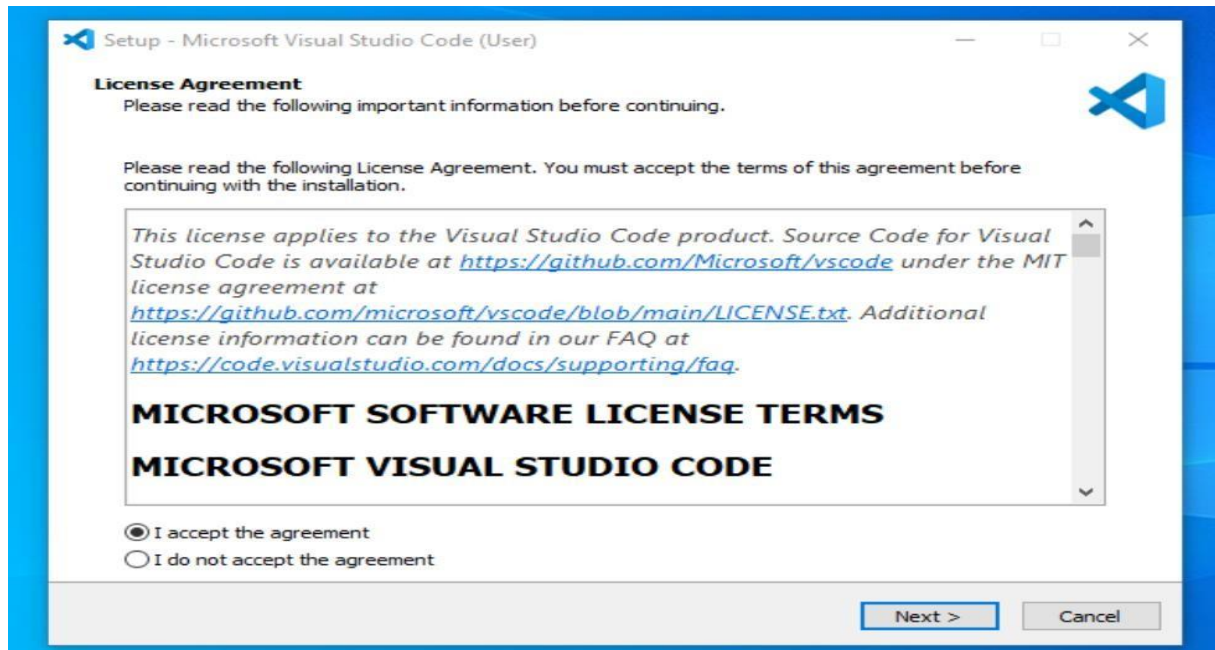 Setup - Microsoft Visual Studio Code (User)
License Agreement
Please read the following important information before continuing.
Please read the following License Agreement. You must accept the terms of this agreement before
continuing with the installation.
This license applies to the Visual Studio Code product. Source Code for Visual
Studio Code is available at https://github.com/Microsoft/vscode under the MIT
license agreement at
https://github.com/microsoft/vscode/blob/main/LICENSE.txt. Additional
license information can be found in our FAQ at
https://code.visualstudio.com/docs/supporting/faq.
MICROSOFT SOFTWARE LICENSE TERMS
MICROSOFT VISUAL STUDIO CODE
I accept the agreement
I do not accept the agreement
Next >
Cancel